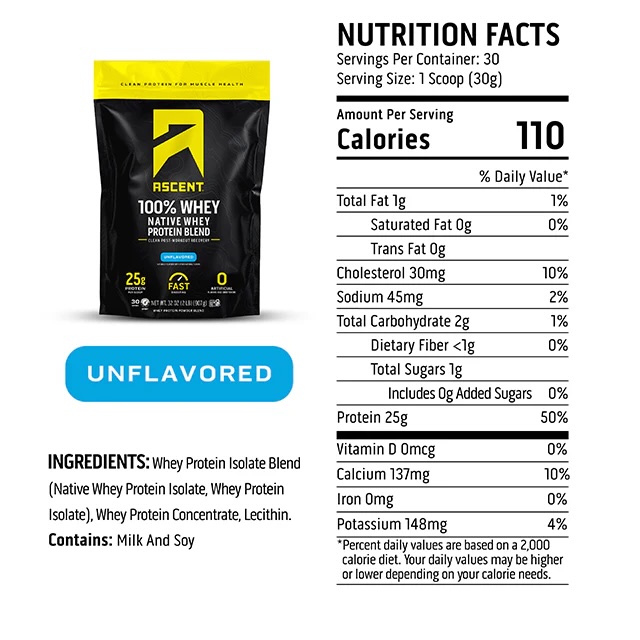 CLEAN PROTEIN FOR MUSCLE HEALTH
ASCENT
100% WHEY
NATIVE WHEY
PROTEIN BLEND
CLEAN POST-WORKOUT RECOVERY
UNFLAVORED
25g
PROTEIN
FAST
0
ARTIFICIAL
30
NET WT. 32 OZ (2 LB) (907g)
WHEY PROTEIN POWDER BLEND
UNFLAVORED
INGREDIENTS: Whey Protein Isolate Blend
(Native Whey Protein Isolate, Whey Protein
Isolate), Whey Protein Concentrate, Lecithin.
Contains: Milk And Soy
NUTRITION FACTS
Servings Per Container: 30
Serving Size: 1 Scoop (30g)
Amount Per Serving
Calories 110
% Daily Value*
Total Fat 1g 1%
Saturated Fat 0g 0%
Trans Fat 0g
Cholesterol 30mg 10%
Sodium 45mg 2%
Total Carbohydrate 2g 1%
Dietary Fiber <1g 0%
Total Sugars 1g
Includes 0g Added Sugars 0%
Protein 25g 50%
Vitamin D 0mcg 0%
Calcium 137mg 10%
Iron 0mg 0%
Potassium 148mg 4%
*Percent daily values are based on a 2,000
calorie diet. Your daily values may be higher
or lower depending on your calorie needs.